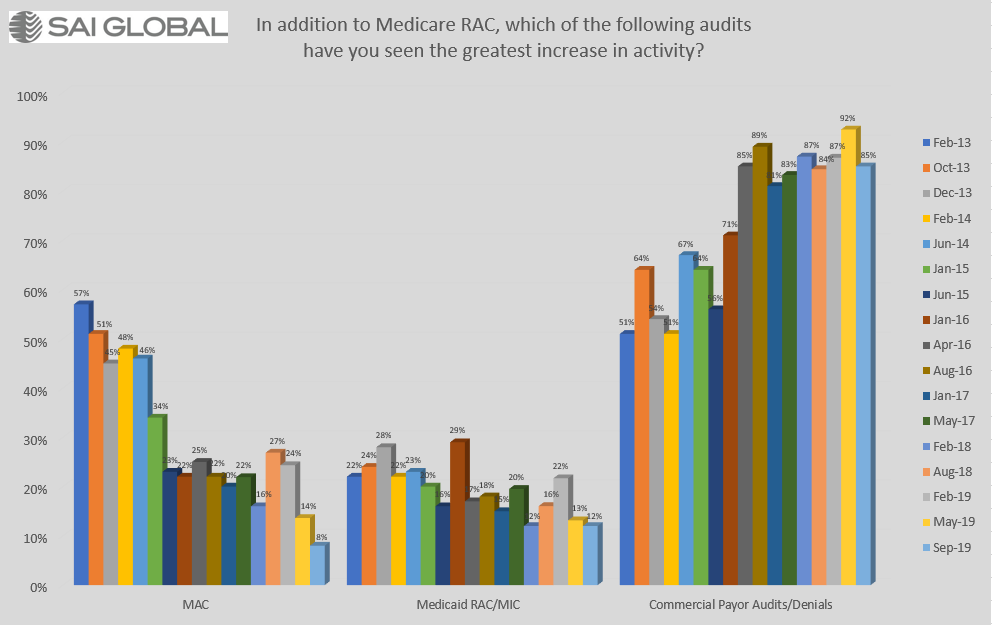 SAI GLOBAL
In addition to Medicare RAC, which of the following audits
have you seen the greatest increase in activity?
100%
90%
80%
70%
60%
50%
40%
30%
20%
10%
0%
57%
51%
45%
48%
46%
34%
23%
22%
25%
22%
20%
22%
16%
27%
24%
14%
8%
22%
24%
28%
22%
23%
20%
16%
29%
17%
18%
15%
20%
12%
16%
22%
13%
12%
51%
64%
54%
51%
67%
64%
56%
71%
85%
89%
81%
83%
87%
84%
87%
92%
85%
MAC
Medicaid RAC/MIC
Commercial Payor Audits/Denials
Feb-13
Oct-13
Dec-13
Feb-14
Jun-14
Jan-15
Jun-15
Jan-16
Apr-16
Aug-16
Jan-17
May-17
Feb-18
Aug-18
Feb-19
May-19
Sep-19